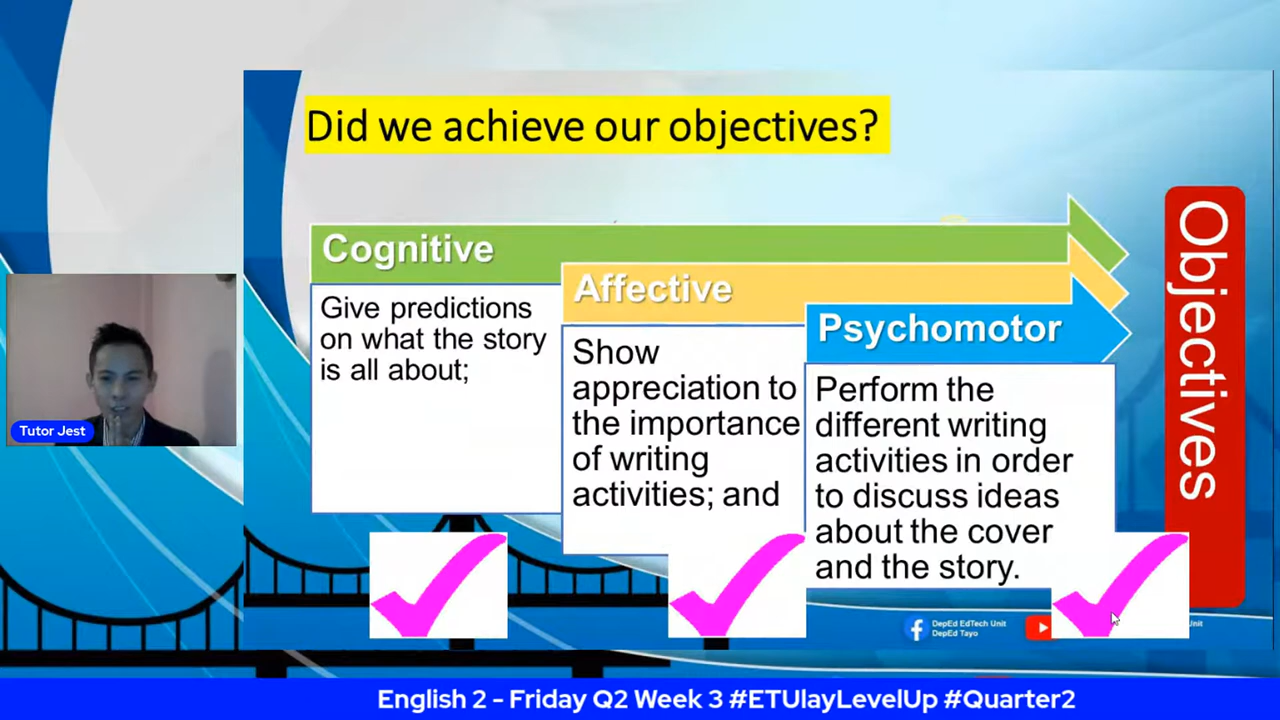 Did we achieve our objectives?
Cognitive
Give predictions
on what the story
is all about;
Affective
Show
appreciation to
the importance
of writing
activities; and
Psychomotor
Perform the
different writing
activities in order
to discuss ideas
about the cover
and the story.
Objectives
Tutor Jest
DepEd EdTech Unit
DepEd Tayo
nit
English 2 - Friday Q2 Week 3 #ETUlayLevelUp #Quarter2